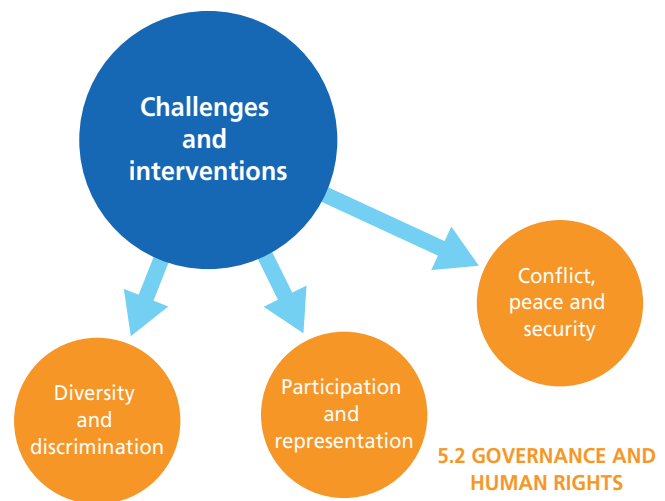 Challenges
and
interventions
Conflict,
peace and
security
Diversity
and
discrimination
Participation
and
representation
5.2 GOVERNANCE AND
HUMAN RIGHTS